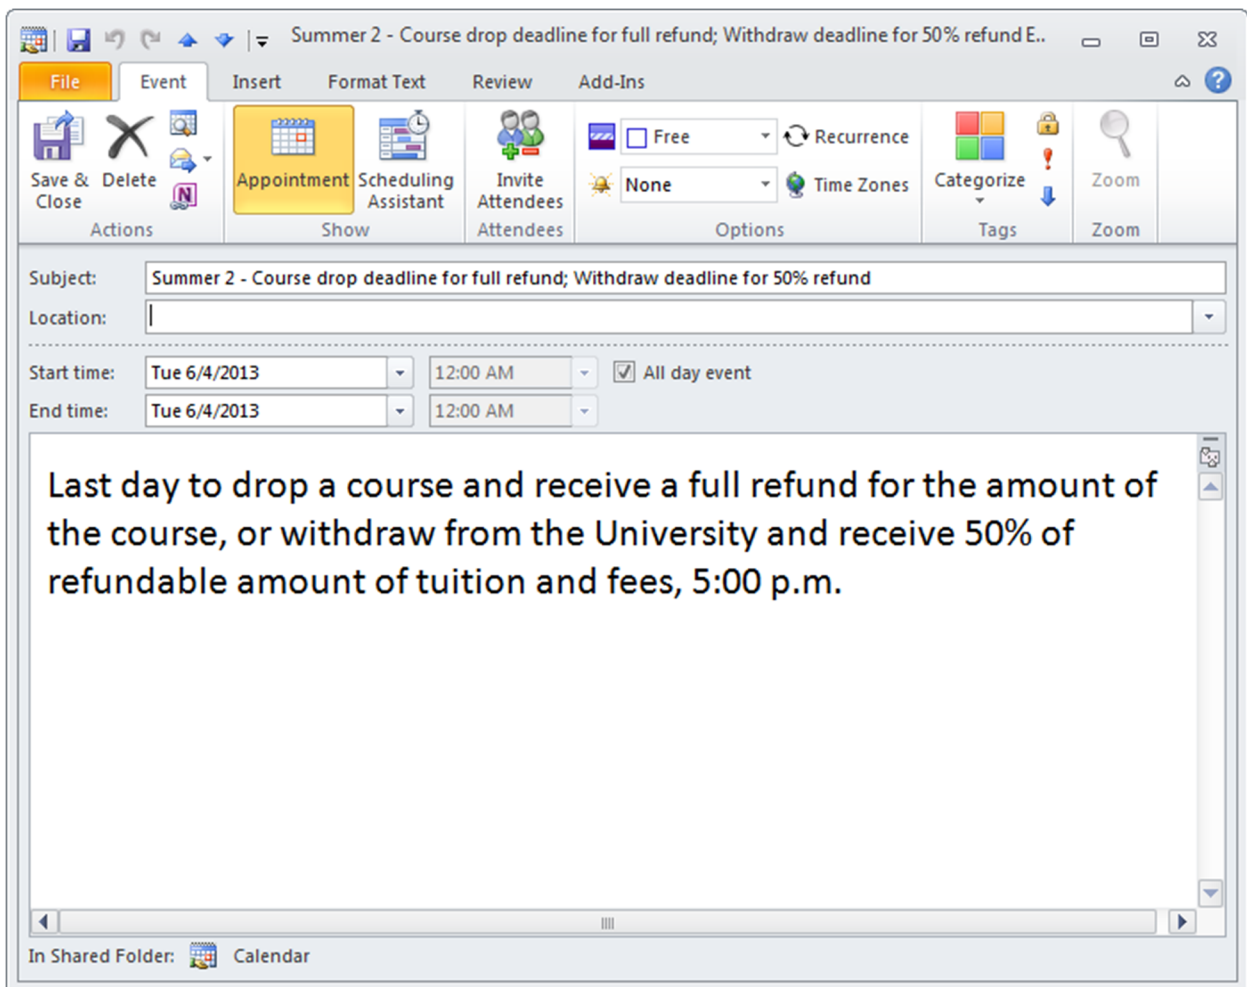 Summer 2 - Course drop deadline for full refund; Withdraw deadline for 50% refund E..
File Event Insert Format Text Review Add-Ins
Save & Close Delete Appointment Scheduling Assistant Invite Attendees Free Recurrence
None Time Zones Categorize Zoom
Actions Show Attendees Options Tags Zoom
Subject: Summer 2 - Course drop deadline for full refund; Withdraw deadline for 50% refund
Location:
Start time: Tue 6/4/2013 12:00 AM All day event
End time: Tue 6/4/2013 12:00 AM
Last day to drop a course and receive a full refund for the amount of
the course, or withdraw from the University and receive 50% of
refundable amount of tuition and fees, 5:00 p.m.
In Shared Folder: Calendar